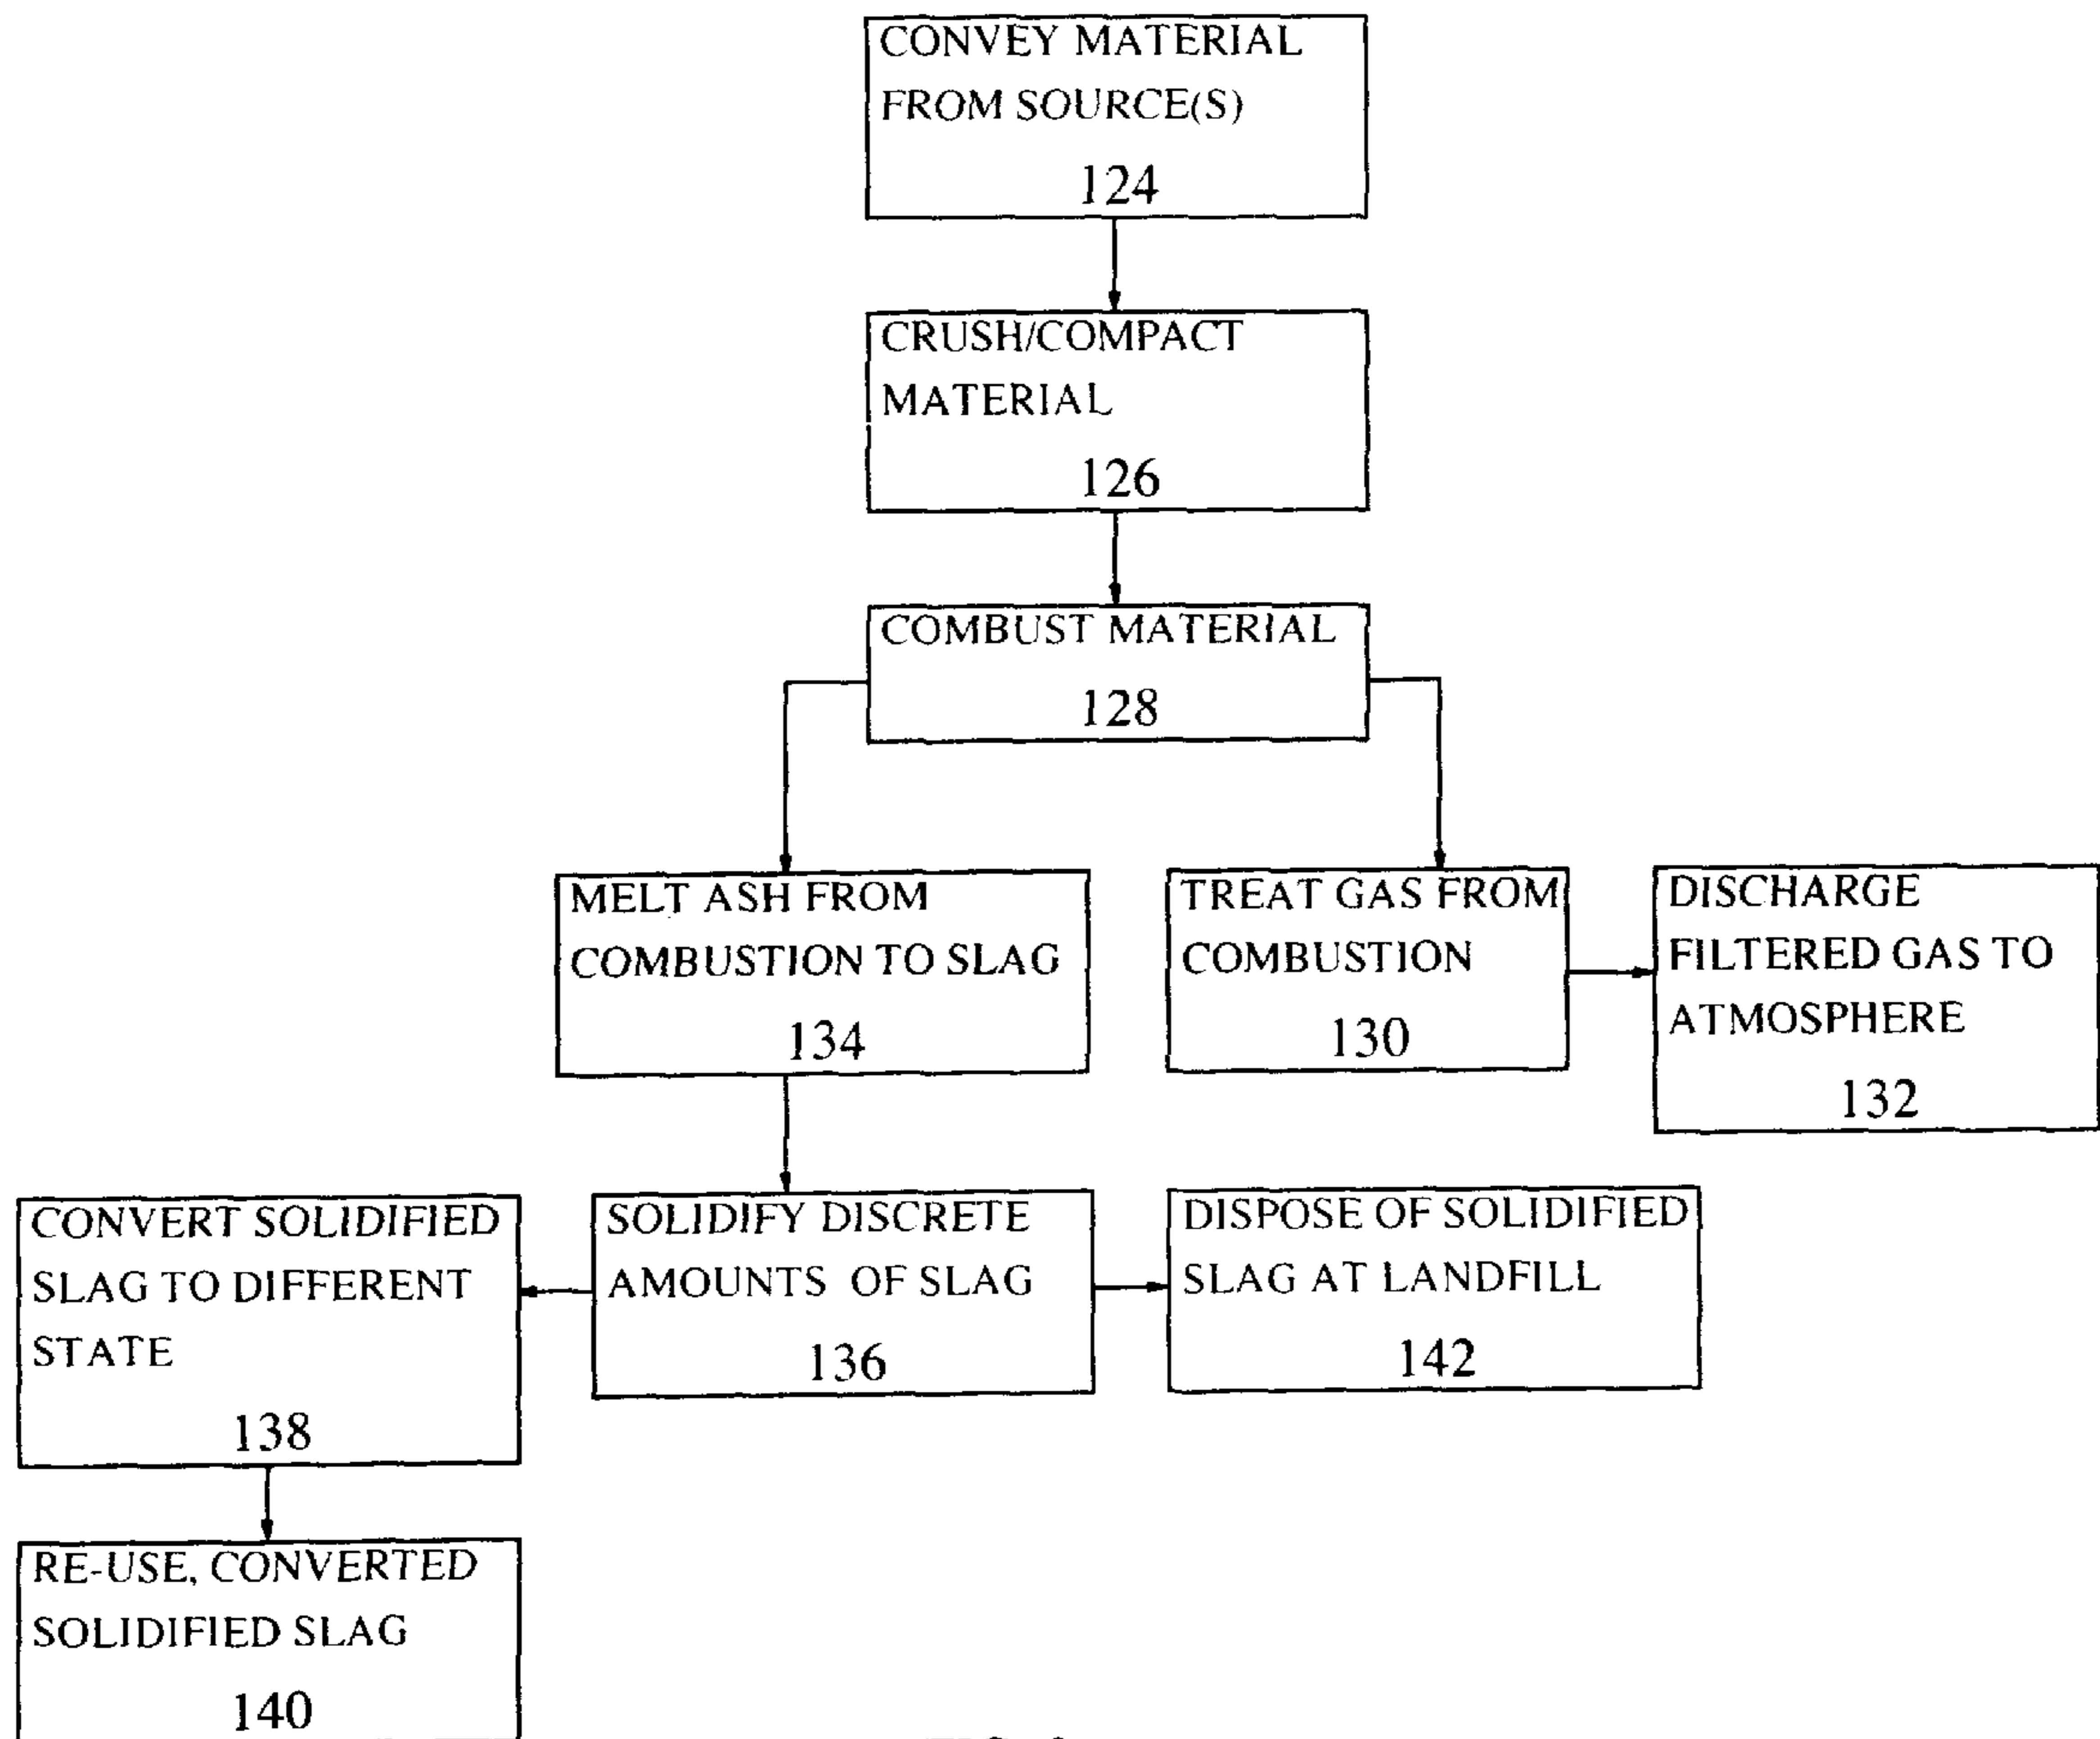 CONVEY MATERIAL
FROM SOURCE(S)
124
CRUSH/COMPACT
MATERIAL
126
COMBUST MATERIAL
128
MELT ASH FROM
COMBUSTION TO SLAG
134
TREAT GAS FROM
COMBUSTION
130
DISCHARGE
FILTERED GAS TO
ATMOSPHERE
132
CONVERT SOLIDIFIED
SLAG TO DIFFERENT
STATE
138
SOLIDIFY DISCRETE
AMOUNTS OF SLAG
136
DISPOSE OF SOLIDIFIED
SLAG AT LANDFILL
142
RE-USE, CONVERTED
SOLIDIFIED SLAG
140